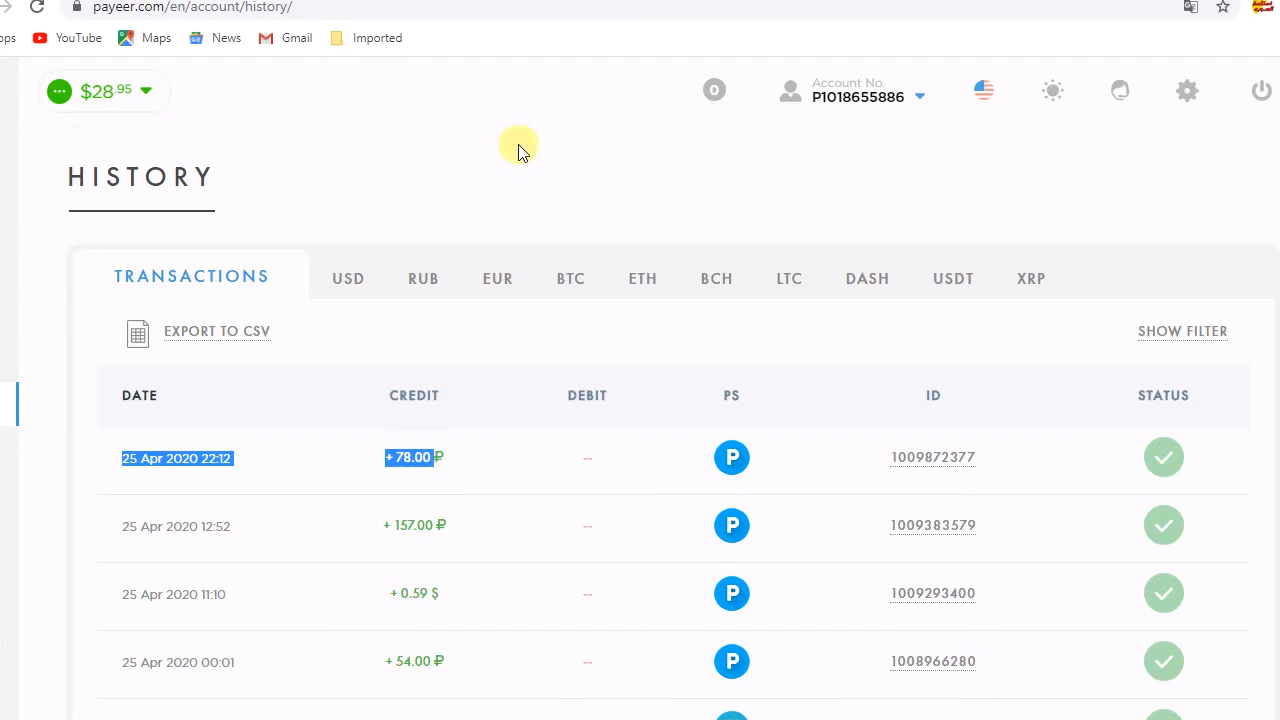 payeer.com/en/account/history/
ops YouTube Maps News Gmail Imported
$28.95 0 Account No.
P1018655886
HISTORY
TRANSACTIONS USD RUB EUR BTC ETH BCH LTC DASH USDT XRP
EXPORT TO CSV SHOW FILTER
DATE CREDIT DEBIT PS ID STATUS
25 Apr 2020 22:12 + 78.00 ₽ -- P 1009872377
25 Apr 2020 12:52 + 157.00 ₽ -- P 1009383579
25 Apr 2020 11:10 + 0.59 $ -- P 1009293400
25 Apr 2020 00:01 + 54.00 ₽ -- P 1008966280